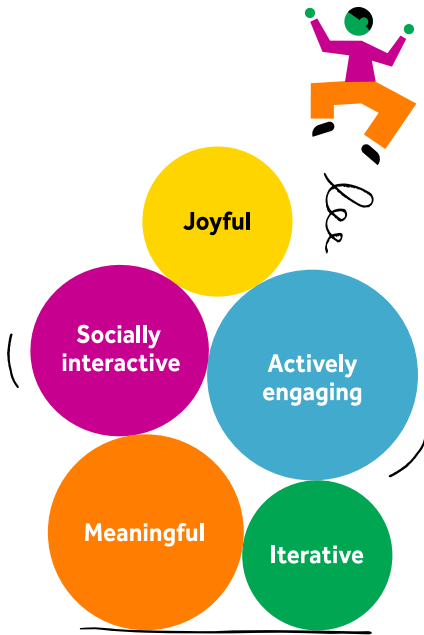 Joyful
Socially
interactive
Actively
engaging
Meaningful
Iterative